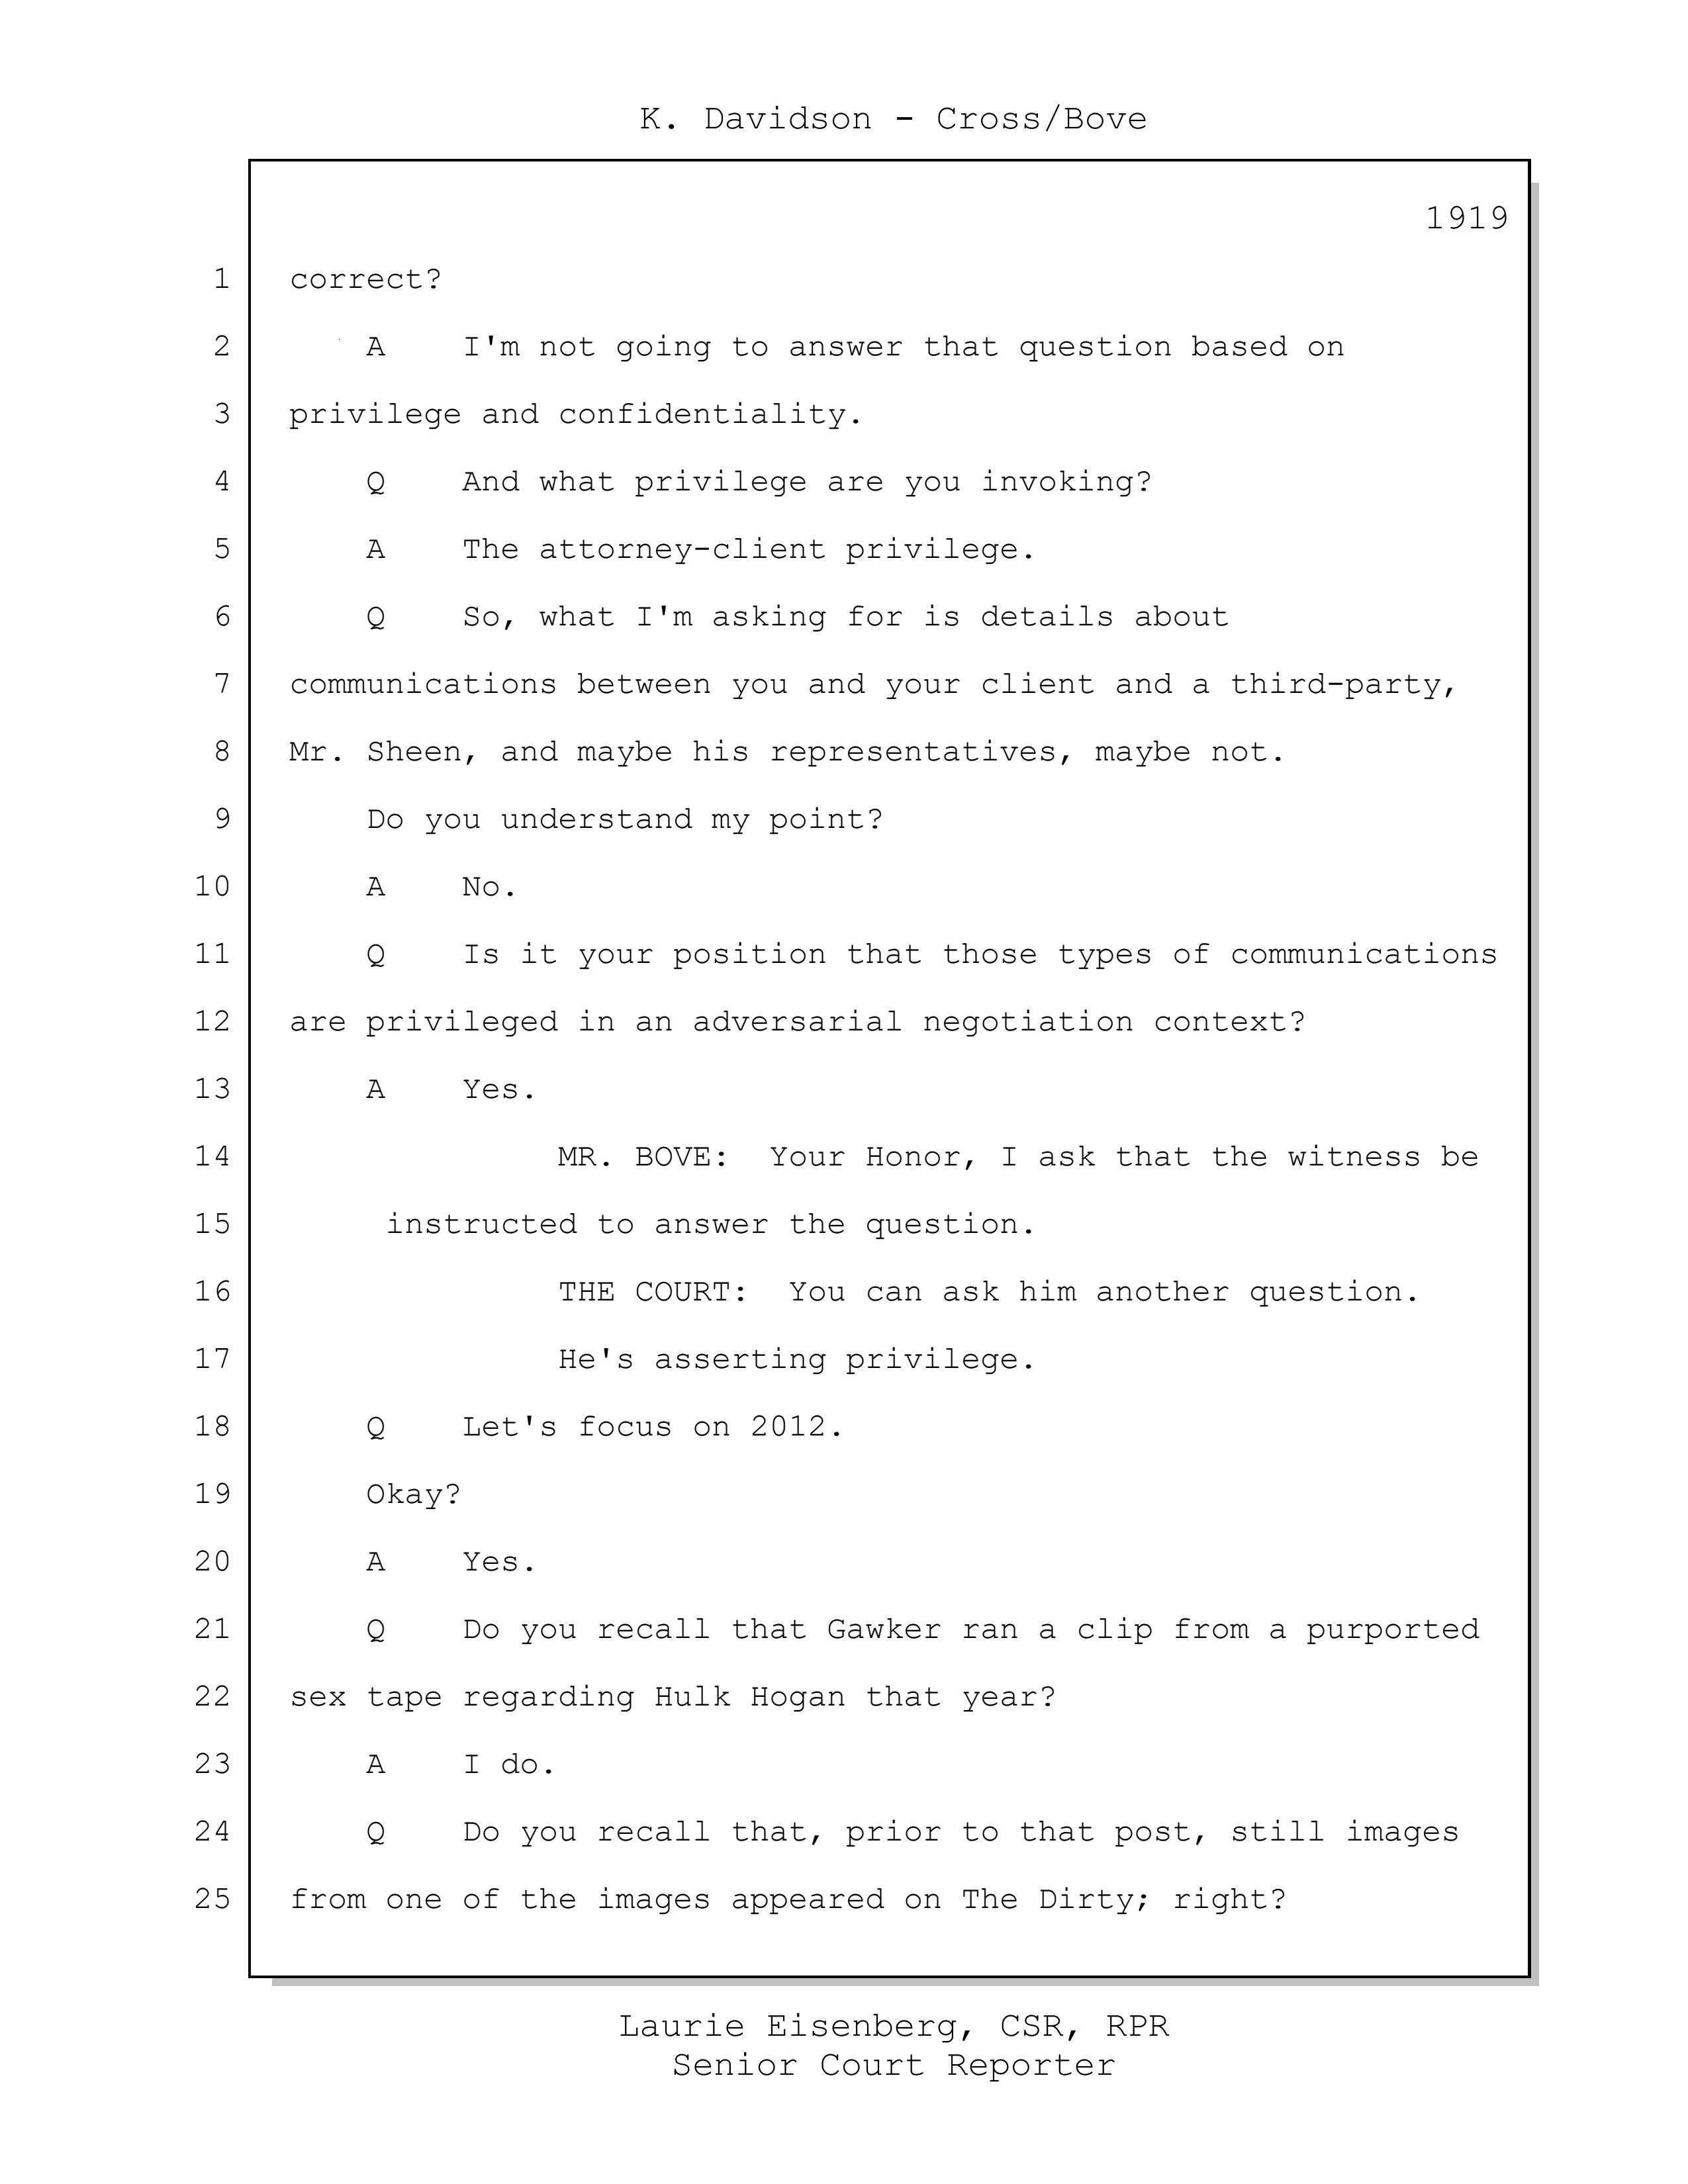 K. Davidson - Cross/Bove
1919
1 correct?
2 A I'm not going to answer that question based on
3 privilege and confidentiality.
4 Q And what privilege are you invoking?
5 A The attorney-client privilege.
6 Q So, what I'm asking for is details about
7 communications between you and your client and a third-party,
8 Mr. Sheen, and maybe his representatives, maybe not.
9 Do you understand my point?
10 A No.
11 Q Is it your position that those types of communications
12 are privileged in an adversarial negotiation context?
13 A Yes.
14 MR. BOVE: Your Honor, I ask that the witness be
15 instructed to answer the question.
16 THE COURT: You can ask him another question.
17 He's asserting privilege.
18 Q Let's focus on 2012.
19 Okay?
20 A Yes.
21 Q Do you recall that Gawker ran a clip from a purported
22 sex tape regarding Hulk Hogan that year?
23 A I do.
24 Q Do you recall that, prior to that post, still images
25 from one of the images appeared on The Dirty; right?
Laurie Eisenberg, CSR, RPR
Senior Court Reporter